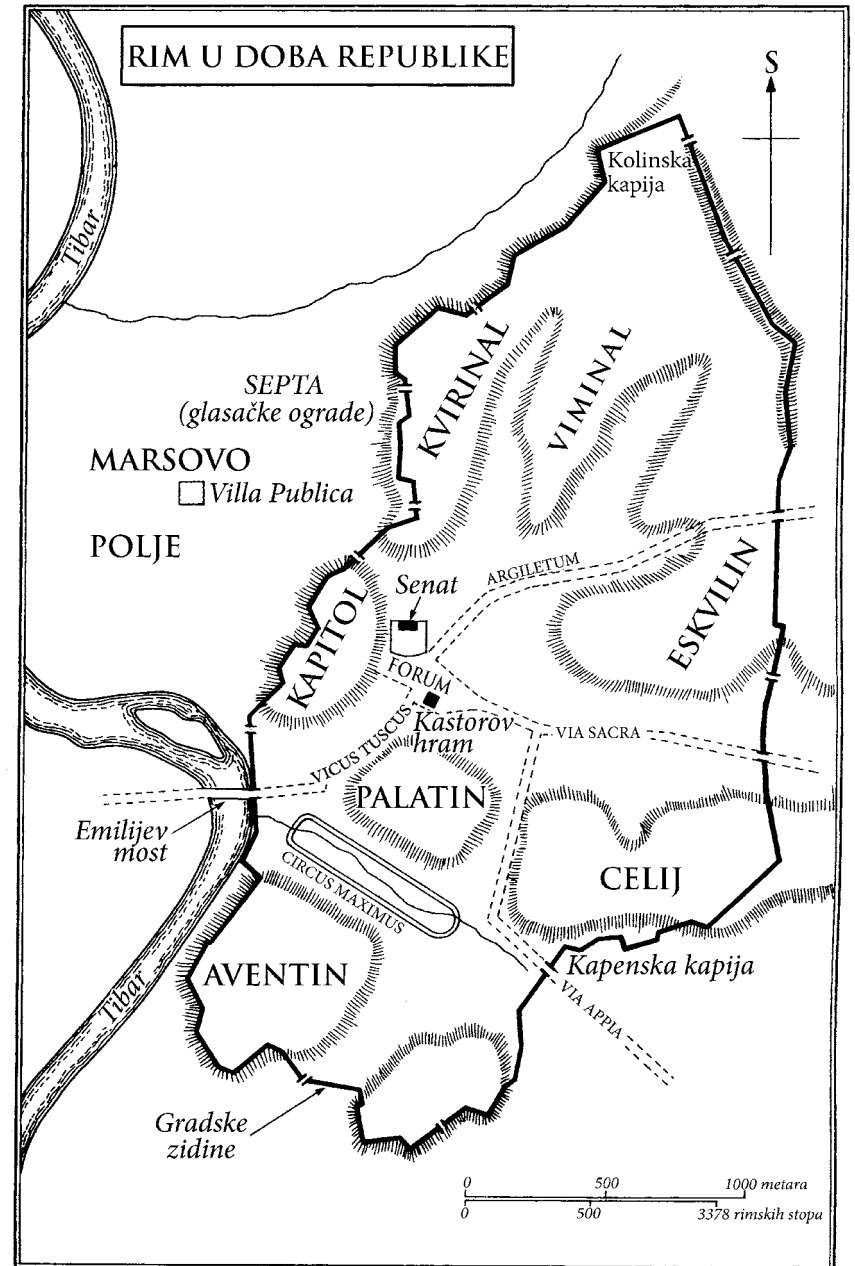 RIM U DOBA REPUBLIKE
S
Kolinska
kapija
Tibar
SEPTA
(glasačke ograde)
KVIRINAL
VIMINAL
MARSOVO
Villa Publica
POLJE
ARGILETUM
Senat
KAPITOL
ESKVILIN
FORUM
Kastorov
hram
VICUS TUSCUS
VIA SACRA
PALATIN
Emilijev
most
CIRCUS MAXIMUS
CELIJ
AVENTIN
Kapenska kapija
VIA APPIA
Tibar
Gradske
zidine
0 500 1000 metara
0 500 3378 rimskih stopa